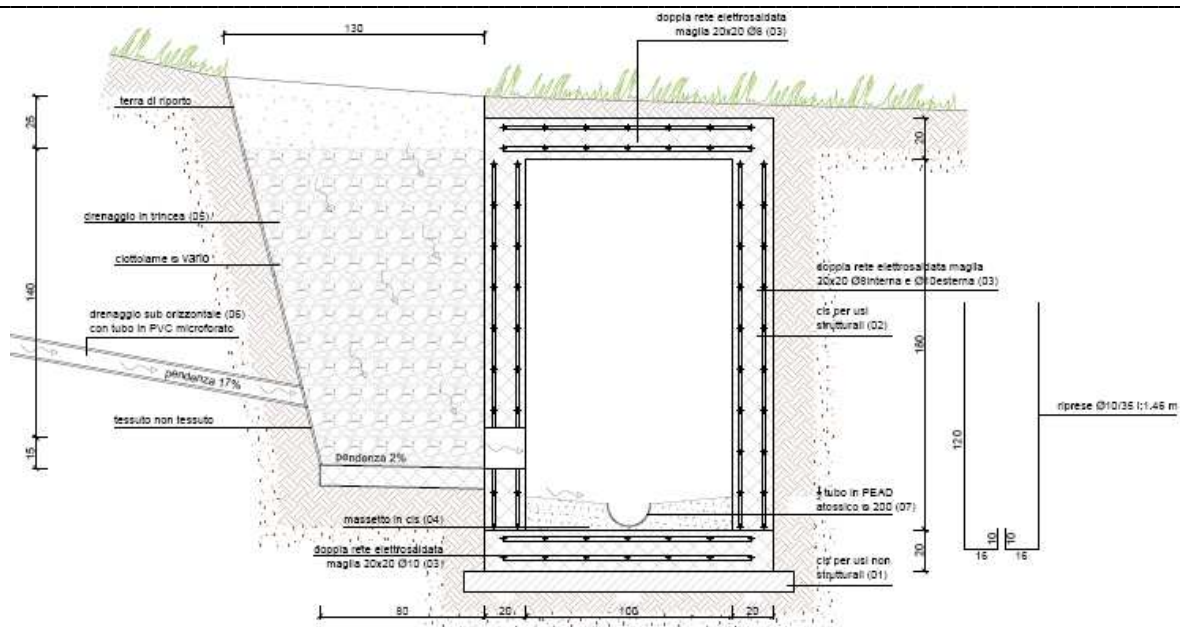 doppia rete elettrosaldata
maglia 20x20 Ø8 (03)
130
terra di riporto
25
20
drenaggio in trincea (05)
ciottolame is vario
doppia rete elettrosaldata maglia
20x20 Ø8interna e Ø10esterna (03)
140
drenaggio sub orizzontale (06)
con tubo in PVC microforato
cls per usi
strutturali (02)
180
pendenza 17%
riprese Ø10/35 l:1.46 m
tessuto non tessuto
120
15
pendenza 2%
tubo in PEAD
atossico is 200 (07)
massetto in cls (04)
10
10
20
16
16
doppia rete elettrosaldata
maglia 20x20 Ø10 (03)
cls per usi non
strutturali (01)
80
20
100
20